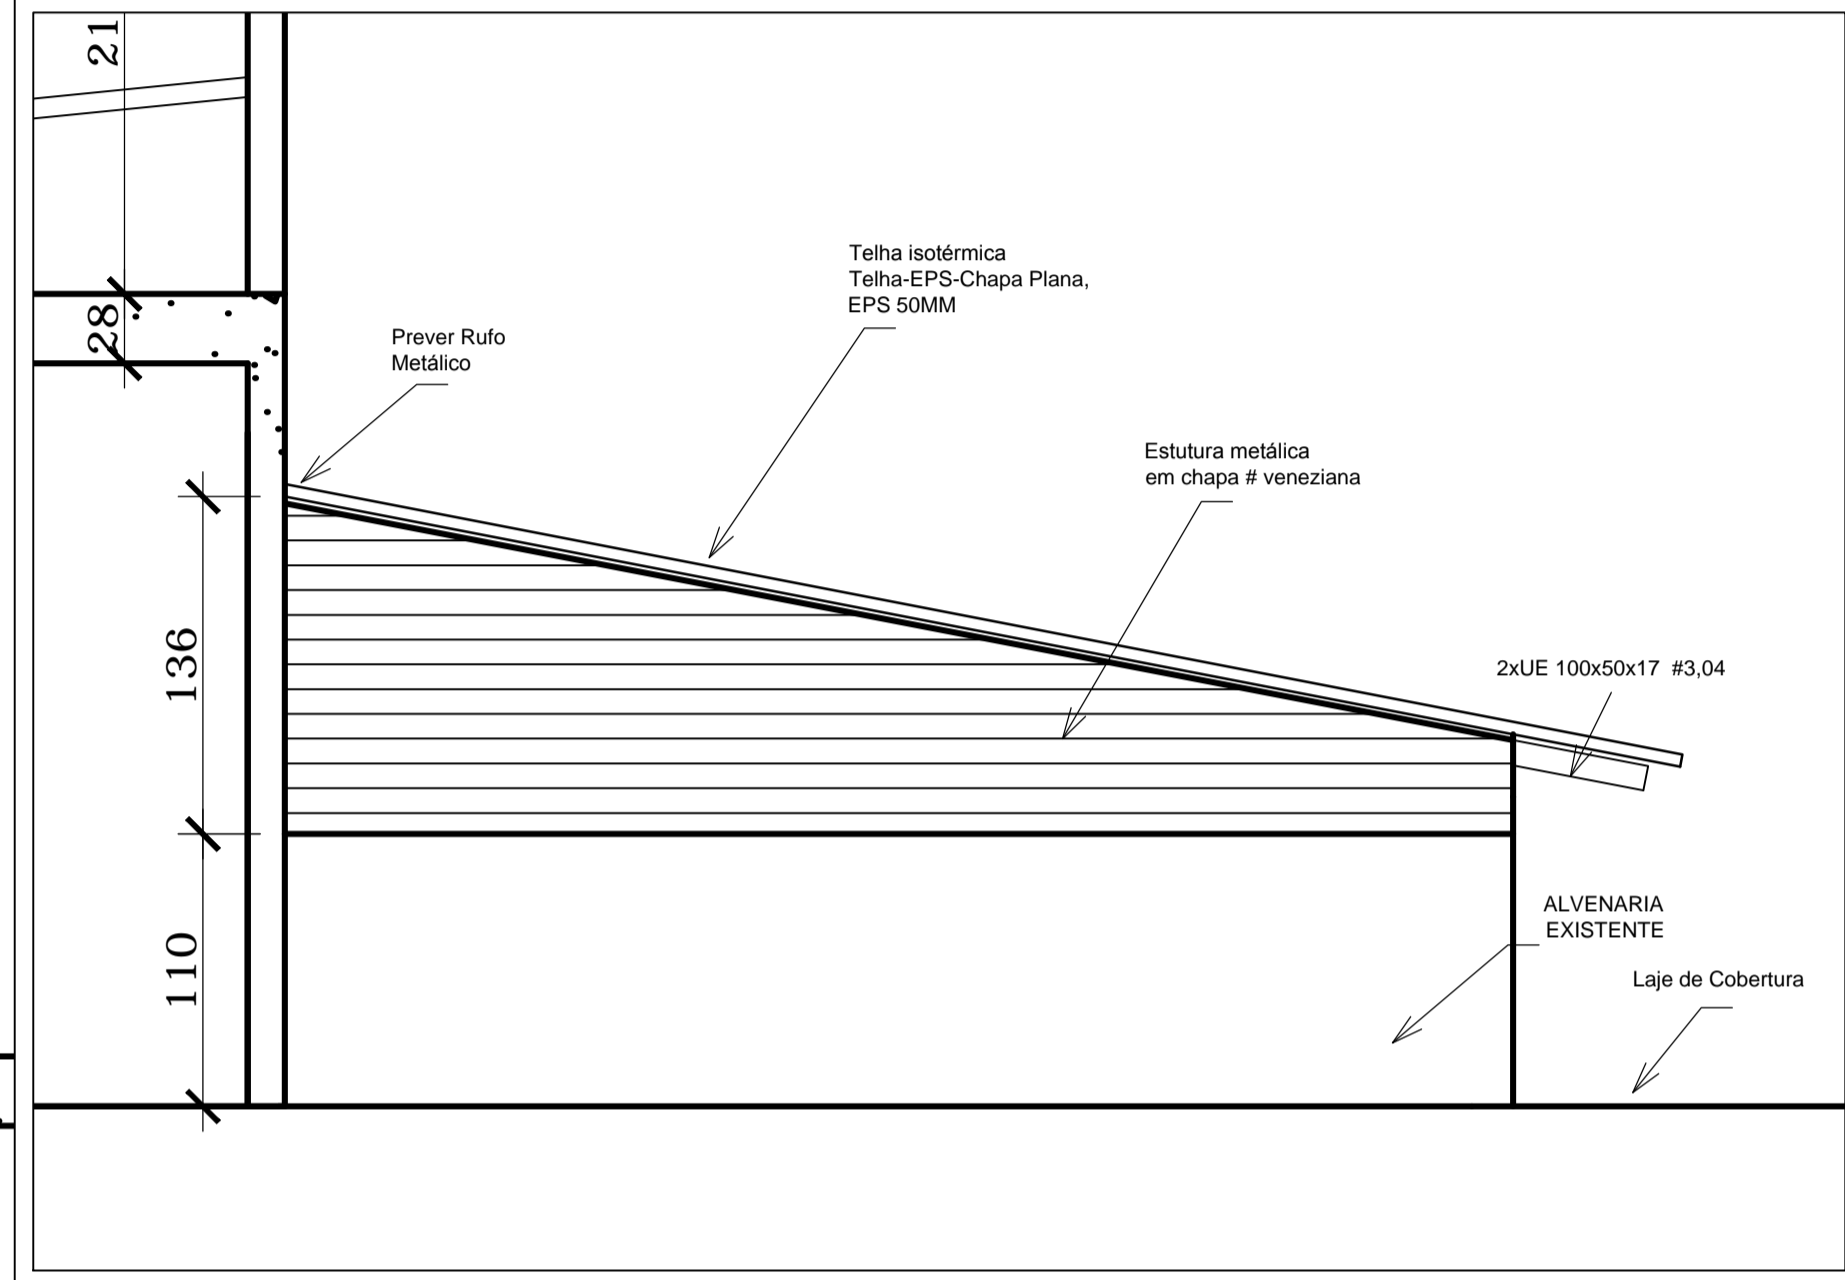 21
28
Telha isotérmica
Telha-EPS-Chapa Plana,
EPS 50MM
Prever Rufo
Metálico
Estutura metálica
em chapa # veneziana
136
2xUE 100x50x17 #3,04
110
ALVENARIA
EXISTENTE
Laje de Cobertura